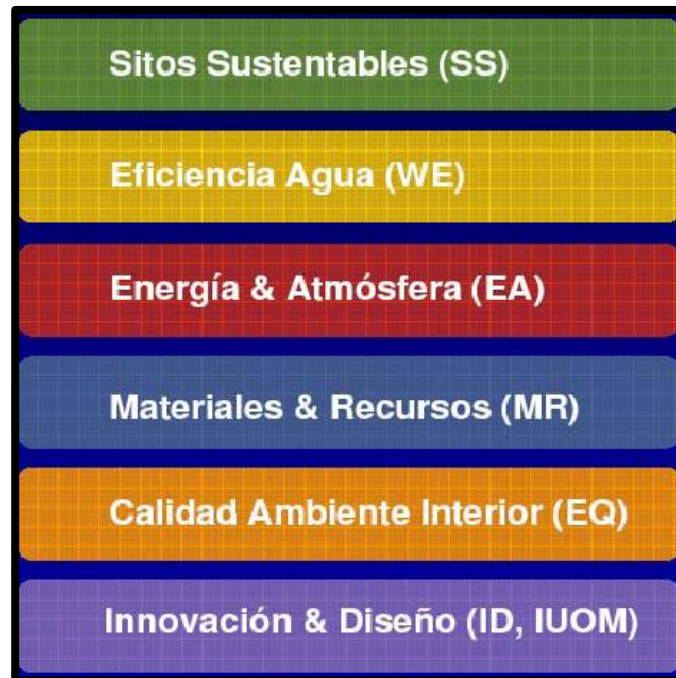 Sitos Sustentables (SS)
Eficiencia Agua (WE)
Energía & Atmósfera (EA)
Materiales & Recursos (MR)
Calidad Ambiente Interior (EQ)
Innovación & Diseño (ID, IUOM)